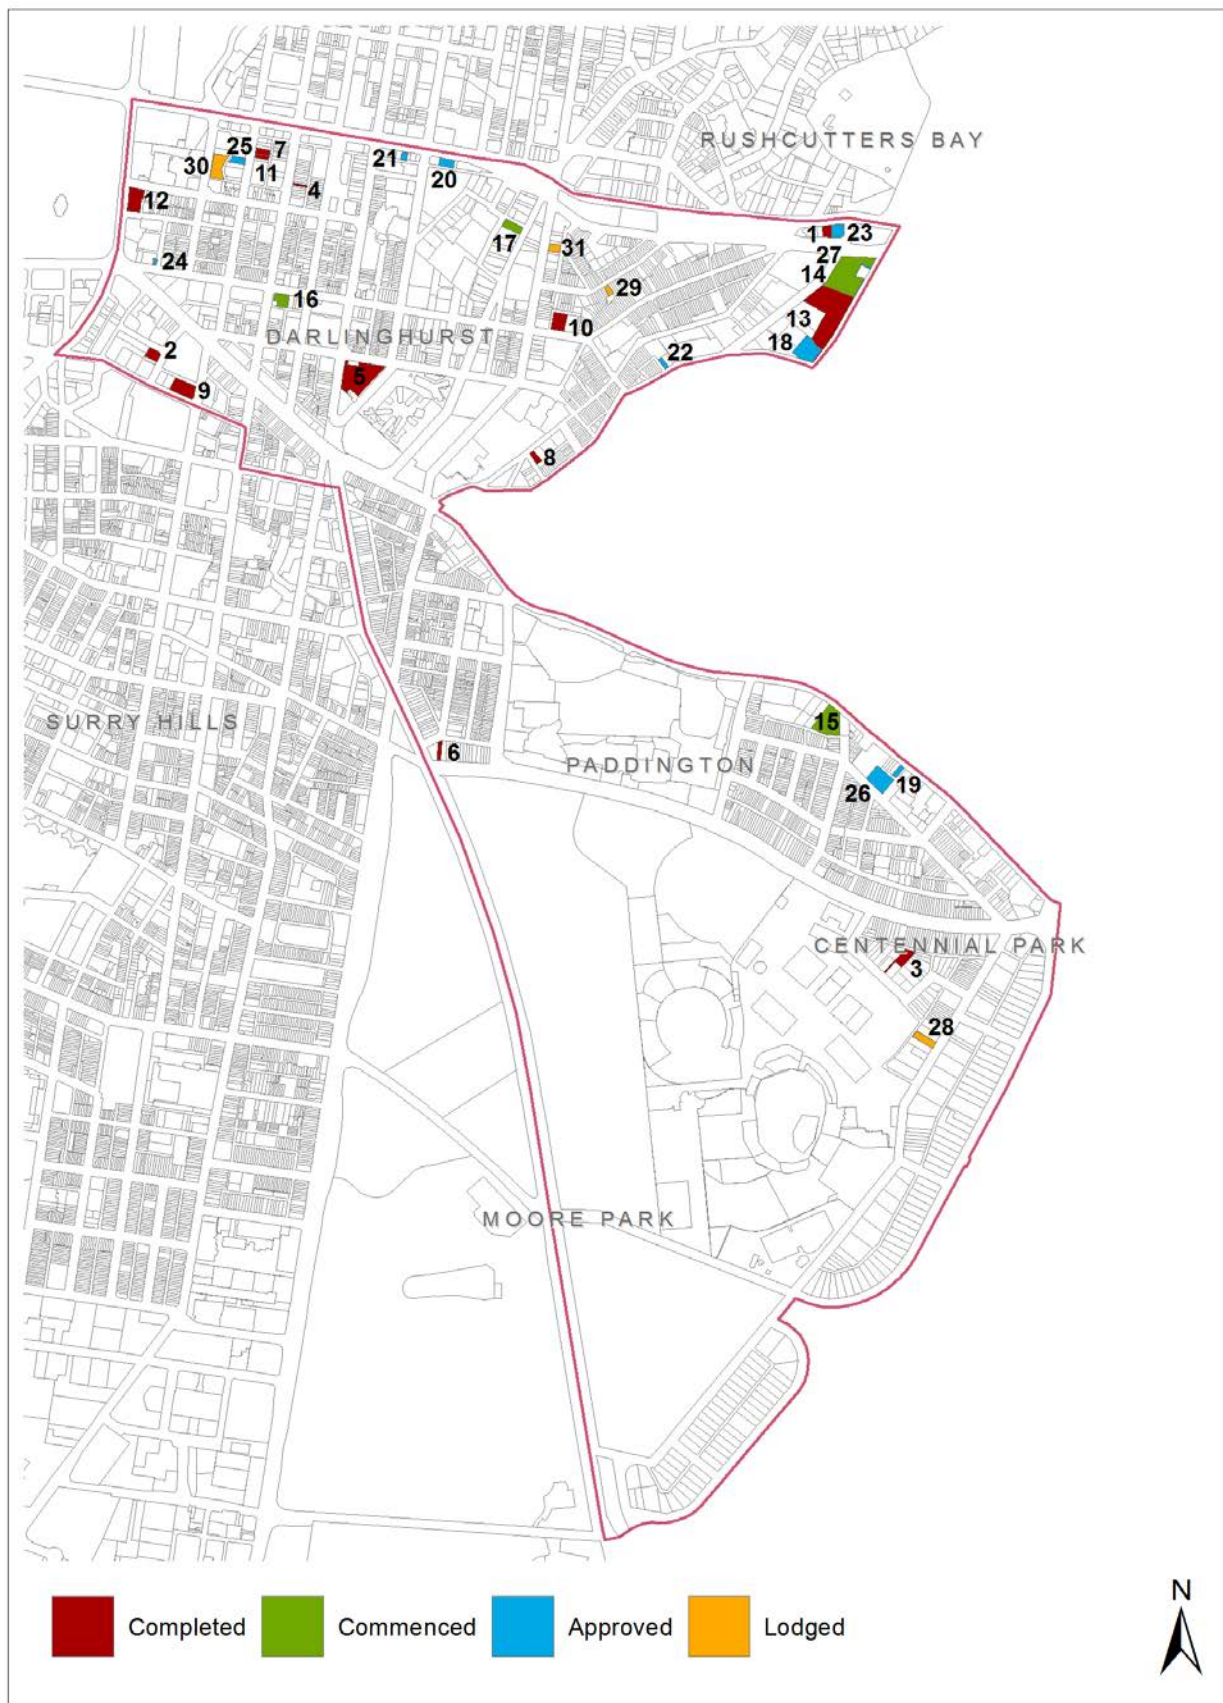 RUSHCUTTERS BAY
7
25
30
21
11
20
4
12
1
23
17
31
27
24
14
29
16
13
10
DARLINGHURST
18
2
22
5
9
8
15
SURRY HILLS
6
PADDINGTON
19
26
CENTENNIAL PARK
3
28
MOORE PARK
N
Completed
Commenced
Approved
Lodged